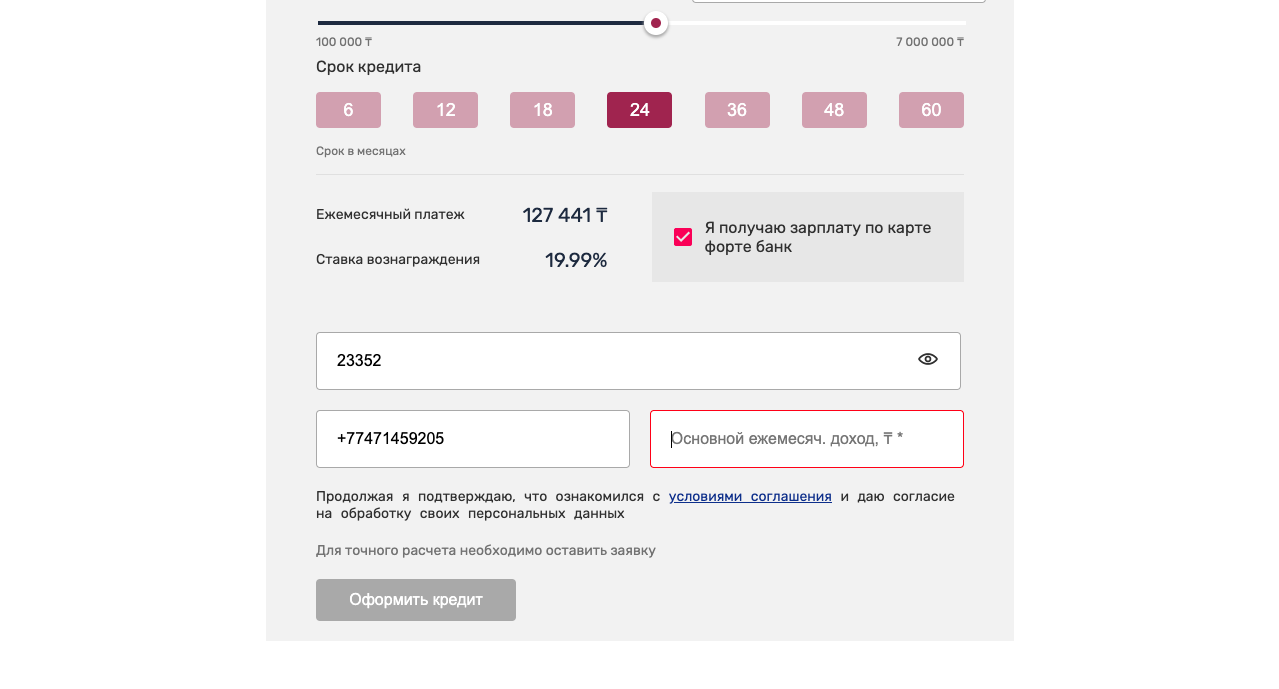 100 000 ₸ 7 000 000 ₸
Срок кредита
6 12 18 24 36 48 60
Срок в месяцах
Ежемесячный платеж 127 441 ₸
Ставка вознаграждения 19.99%
Я получаю зарплату по карте
форте банк
23352
+77471459205
Основной ежемесяч. доход, ₸ *
Продолжая я подтверждаю, что ознакомился с условиями соглашения и даю согласие
на обработку своих персональных данных
Для точного расчета необходимо оставить заявку
Оформить кредит